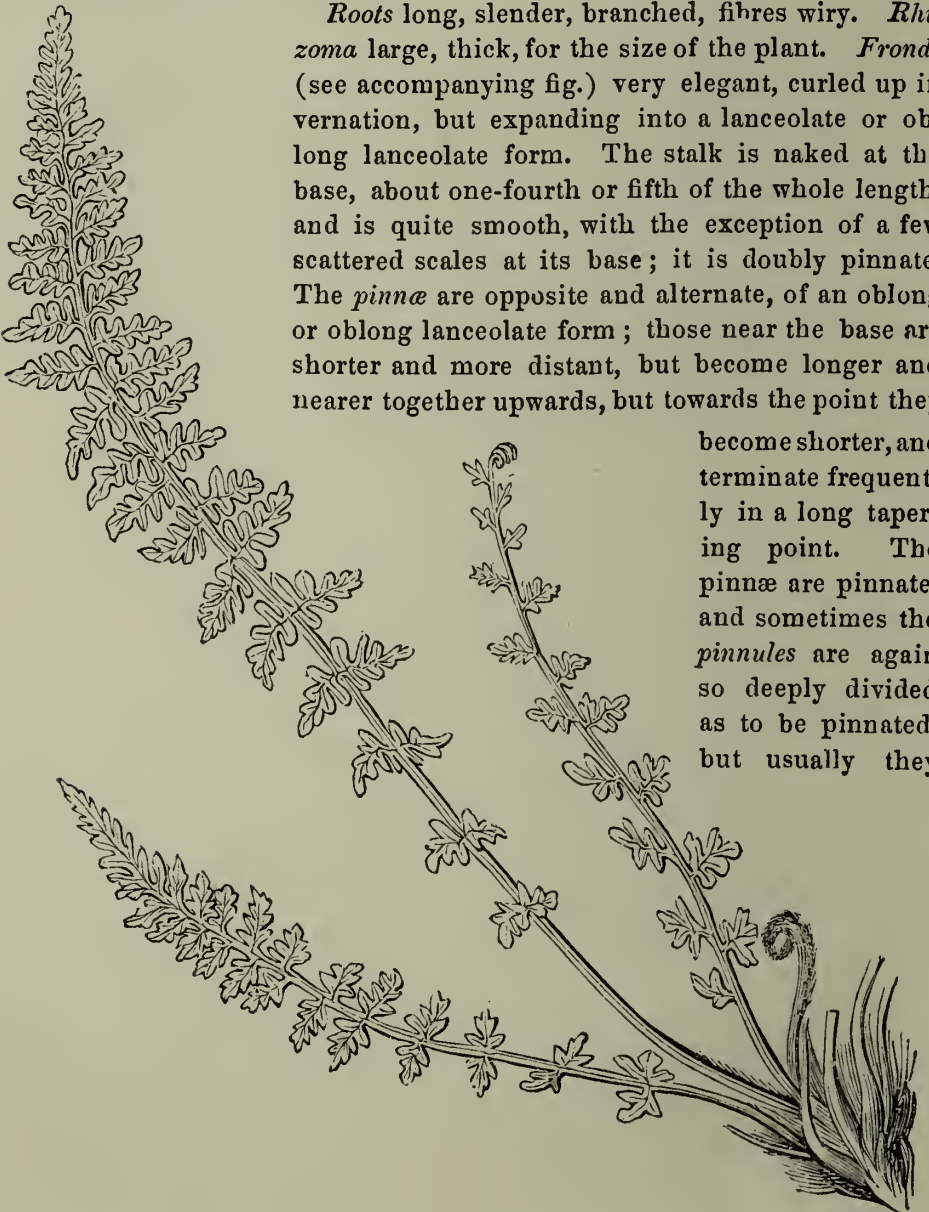 Roots long, slender, branched, fibres wiry. Rhi
zoma large, thick, for the size of the plant. Frond
(see accompanying fig.) very elegant, curled up in
vernation, but expanding into a lanceolate or ob
long lanceolate form. The stalk is naked at the
base, about one-fourth or fifth of the whole length
and is quite smooth, with the exception of a few
scattered scales at its base; it is doubly pinnate
The pinnæ are opposite and alternate, of an oblong
or oblong lanceolate form; those near the base ar
shorter and more distant, but become longer and
nearer together upwards, but towards the point they
become shorter, and
terminate frequent
ly in a long taper
ing point. The
pinnæ are pinnate
and sometimes the
pinnules are again
so deeply divided
as to be pinnated
but usually they